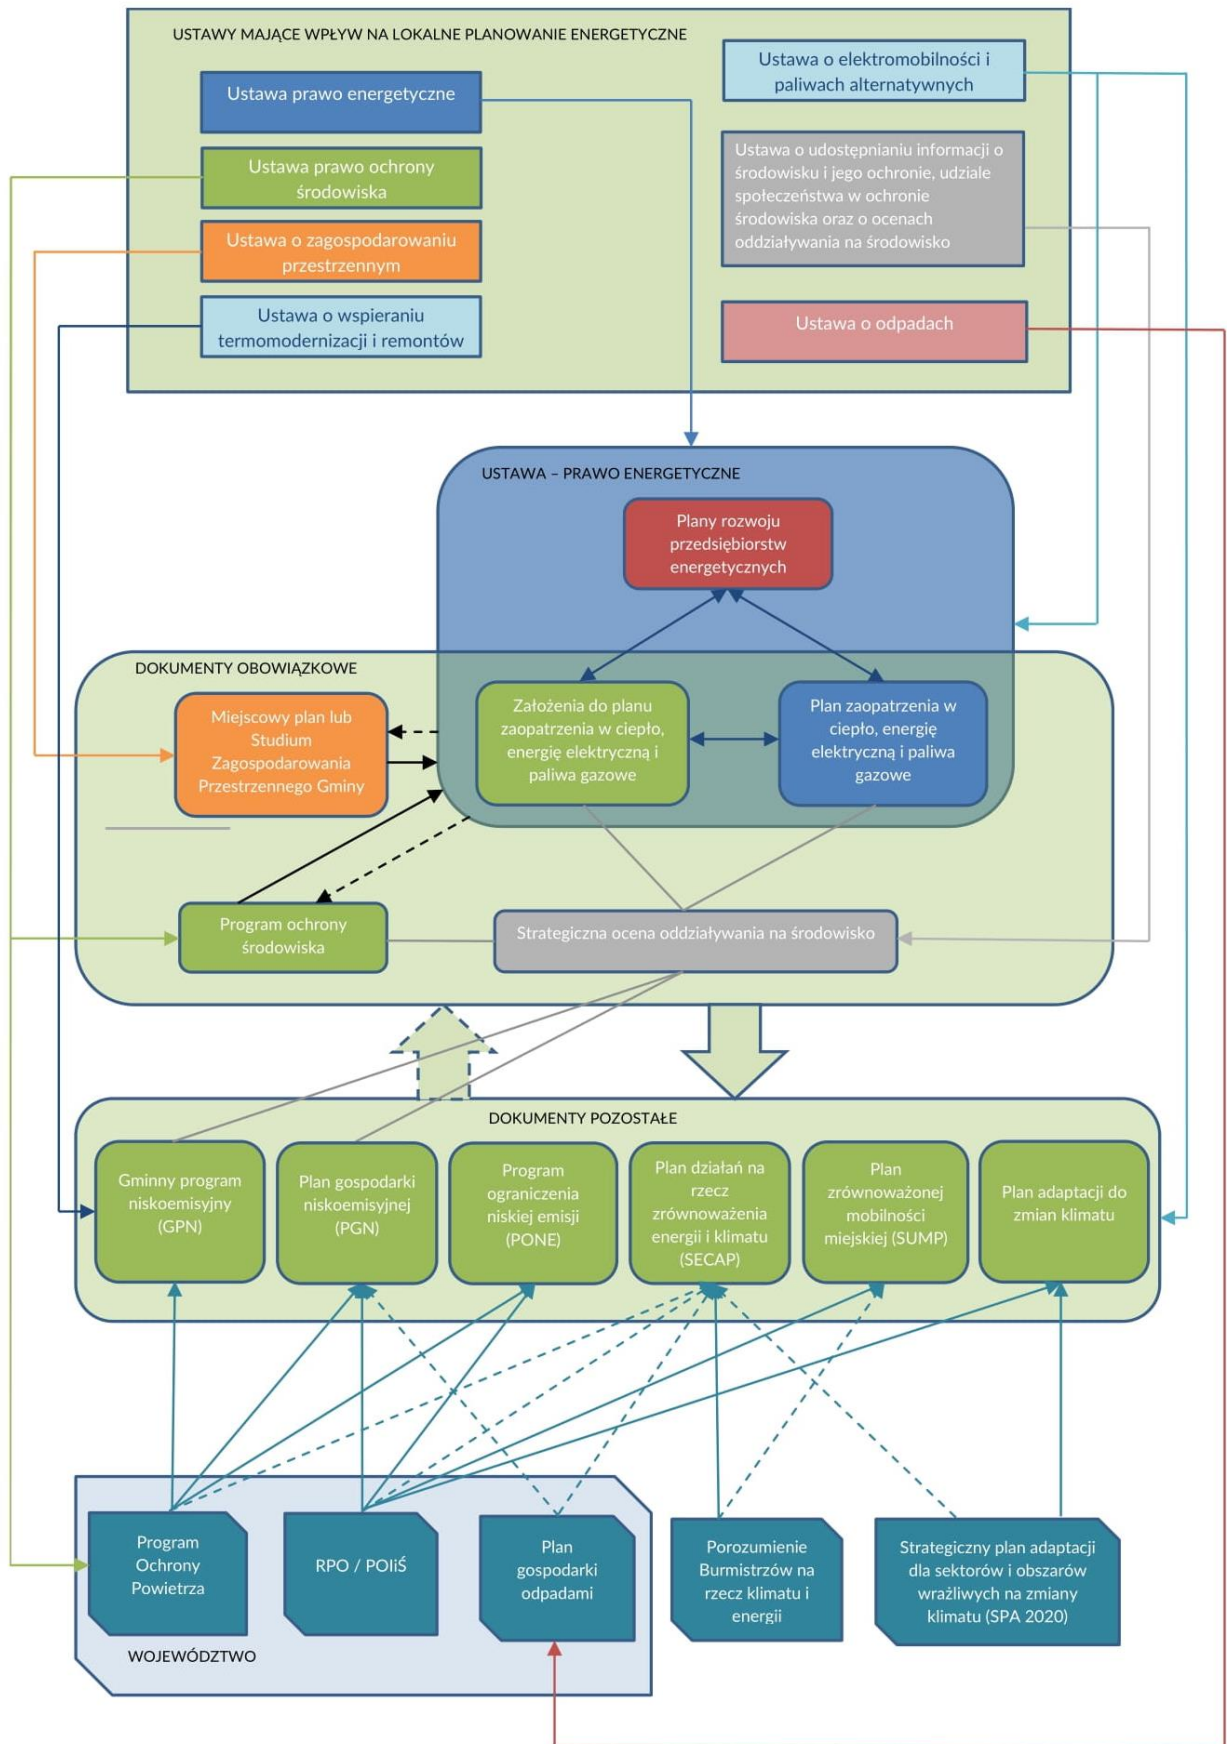 USTAWY MAJĄCE WPŁYW NA LOKALNE PLANOWANIE ENERGETYCZNE
Ustawa prawo energetyczne
Ustawa prawo ochrony
środowiska
Ustawa o zagospodarowaniu
przestrzennym
Ustawa o wspieraniu
termomodernizacji i remontów
Ustawa o elektromobilności i
paliwach alternatywnych
Ustawa o udostępnianiu informacji o
środowisku i jego ochronie, udziale
społeczeństwa w ochronie
środowiska oraz o ocenach
oddziaływania na środowisko
Ustawa o odpadach
USTAWA – PRAWO ENERGETYCZNE
Plany rozwoju
przedsiębiorstw
energetycznych
DOKUMENTY OBOWIĄZKOWE
Miejscowy plan lub
Studium
Zagospodarowania
Przestrzennego Gminy
Założenia do planu
zaopatrzenia w ciepło,
energię elektryczną i
paliwa gazowe
Plan zaopatrzenia w
ciepło, energię
elektryczną i paliwa
gazowe
Program ochrony
środowiska
Strategiczna ocena oddziaływania na środowisko
DOKUMENTY POZOSTAŁE
Gminny program
niskoemisyjny
(GPN)
Plan gospodarki
niskoemisyjnej
(PGN)
Program
ograniczenia
niskiej emisji
(PONE)
Plan działań na
rzecz
zrównoważenia
energii i klimatu
(SECAP)
Plan
zrównoważonej
mobilności
miejskiej (SUMP)
Plan adaptacji do
zmian klimatu
Program
Ochrony
Powietrza
RPO / POIiŚ
Plan
gospodarki
odpadami
Porozumienie
Burmistrzów na
rzecz klimatu i
energii
Strategiczny plan adaptacji
dla sektorów i obszarów
wrażliwych na zmiany
klimatu (SPA 2020)
WOJEWÓDZTWO